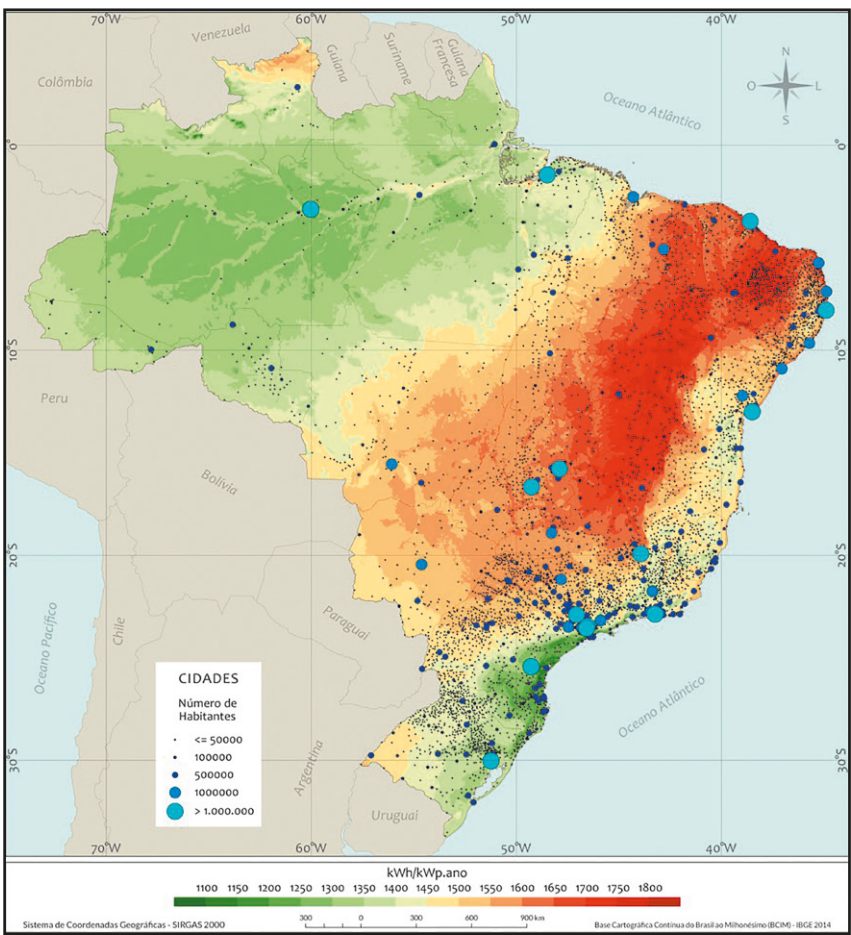 70°W 60°W 50°W 40°W
Venezuela
Guiana
Suriname
Guiana
Francesa
Colômbia
N
O L
S
Oceano Atlântico
0° 0°
10°S 10°S
Peru
Bolívia
20°S 20°S
Paraguai
Oceano Pacífico
Chile
Oceano Atlântico
CIDADES
Número de
Habitantes
<= 50000
100000
500000
1000000
> 1.000.000
Argentina
30°S 30°S
Uruguai
70°W 60°W 50°W 40°W
kWh/kWp.ano
1100 1150 1200 1250 1300 1350 1400 1450 1500 1550 1600 1650 1700 1750 1800
Sistema de Coordenadas Geográficas - SIRGAS 2000
300 0 300 600 900 km
Base Cartográfica Contínua do Brasil ao Milhonésimo (BCIM) - IBGE 2014